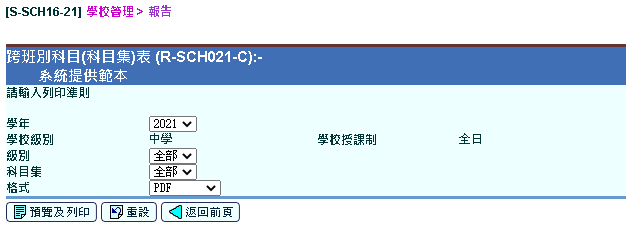 [S-SCH16-21] 學校管理 > 報告
跨班別科目(科目集)表 (R-SCH021-C):-
系統提供範本
請輸入列印準則
學年 2021
學校級別 中學 學校授課制 全日
級別 全部
科目集 全部
格式 PDF
預覽及列印 重設 返回前頁